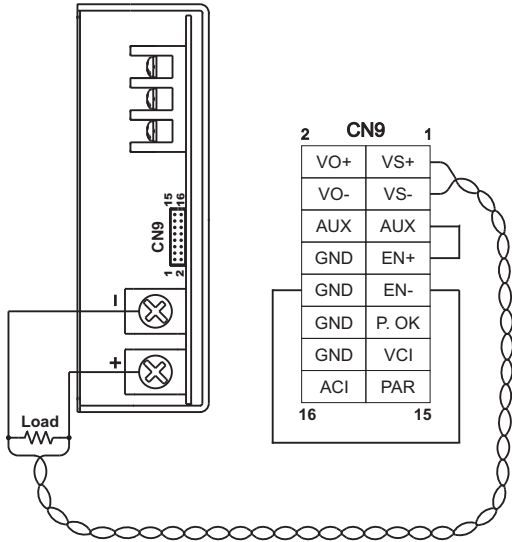 2 CN9 1
VO+ VS+
VO- VS-
AUX AUX
GND EN+
GND EN-
GND P. OK
GND VCI
ACI PAR
16 15
15 16
CN9
1 2
-
+
Load